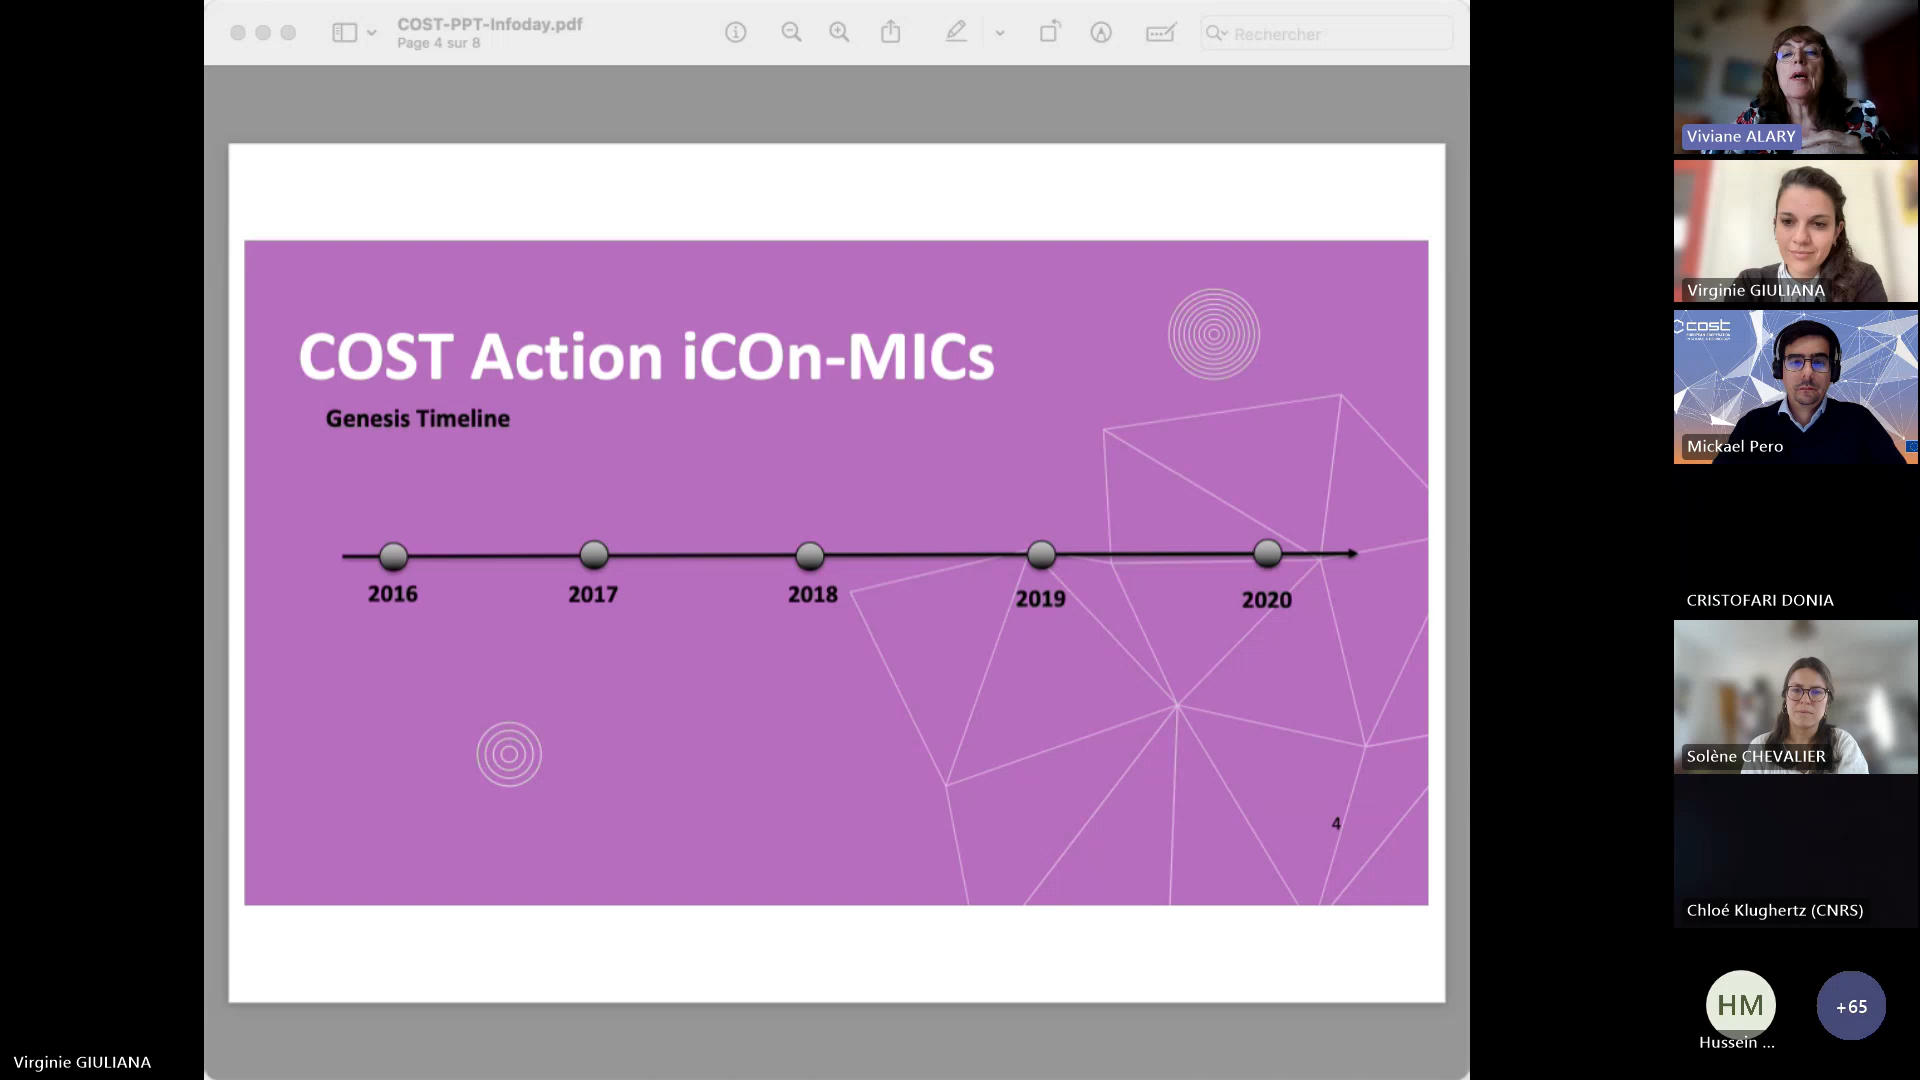 COST-PPT-Infoday.pdf
Page 4 sur 8
Rechercher
COST Action iCOn-MICs
Genesis Timeline
2016
2017
2018
2019
2020
4
Viviane ALARY
Virginie GIULIANA
cost
Mickael Pero
CRISTOFARI DONIA
Solène CHEVALIER
Chloé Klughertz (CNRS)
HM
Hussein ...
+65
Virginie GIULIANA